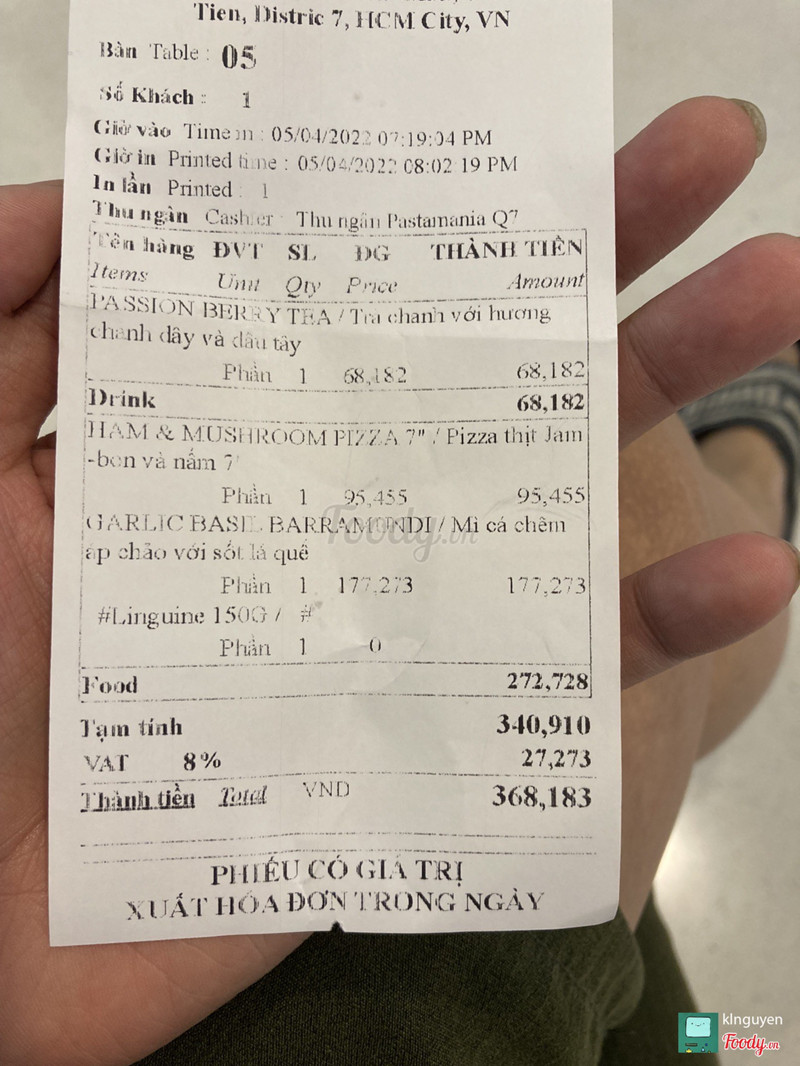 Tien, Distric 7, HCM City, VN
Bàn Table : 05
Số Khách : 1
Giờ vào Time in : 05/04/2022 07:19:04 PM
Giờ in Printed time : 05/04/2022 08:02 19 PM
In lần Printed : 1
Thu ngân Cashier : Thu ngân Pastamania Q7
Tên hàng ĐVT SL ĐG THÀNH TIỀN
Items Unit Qty Price Amount
PASSION BERRY TEA / Trà chanh với hương
chanh dây và dâu tây
Phần 1 68,182 68,182
Drink 68,182
HAM & MUSHROOM PIZZA 7" / Pizza thịt Jam
-bon và nấm 7'
Phần 1 95,455 95,455
GARLIC BASIL BARRAMUNDI / Mì cá chẽm
áp chảo với sốt lá quế
Phần 1 177,273 177,273
#Linguine 150G / #
Phần 1 0
Food 272,728
Tạm tính 340,910
VAT 8% 27,273
Thành tiền Total VND 368,183
PHIẾU CÓ GIÁ TRỊ
XUẤT HÓA ĐƠN TRONG NGÀY
Foody.vn
klnguyen
Foody.vn